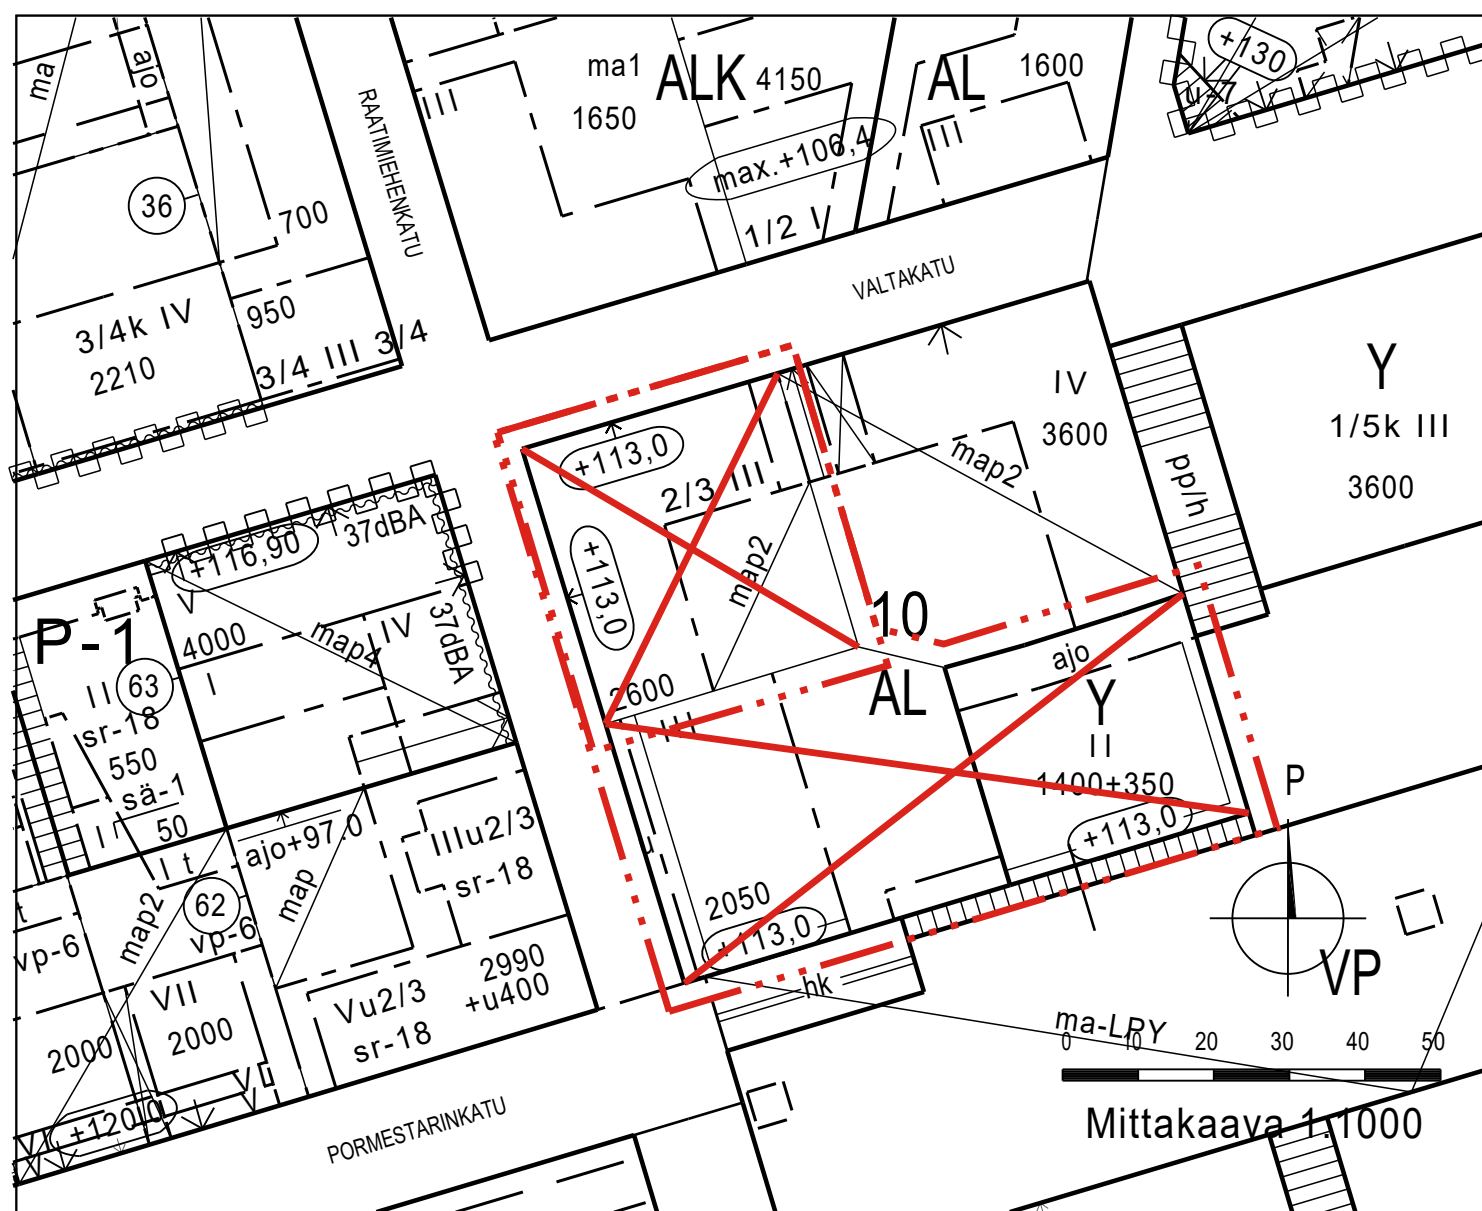 ma
ajo
36
700
950
3/4k IV
2210
3/4 III 3/4
RAATIMIEHENKATU
III
ma1
1650
ALK 4150
AL
1600
III
max.+106,4
1/2 I
VALTAKATU
+130
u-7
IV
3600
map2
pp/h
Y
1/5k III
3600
+113,0
2/3 III
+113,0
map2
10
AL
2600
III
ajo
Y
II
1400+350
+113,0
2050
+113,0
hk
P
VP
ma-LPY
0 10 20 30 40 50
Mittakaava 1:1000
+116,90
37dBA
37dBA
V
4000
IV
map4
I
P-1
63
II
sr-18
550
sä-1
I
50
I t
ajo+97.0
map
IIIu2/3
sr-18
62
vp-6
map2
t
vp-6
VII
2000
2000
Vu2/3
sr-18
2990
+u400
VI
V
+120,0
VI
V
PORMESTARINKATU